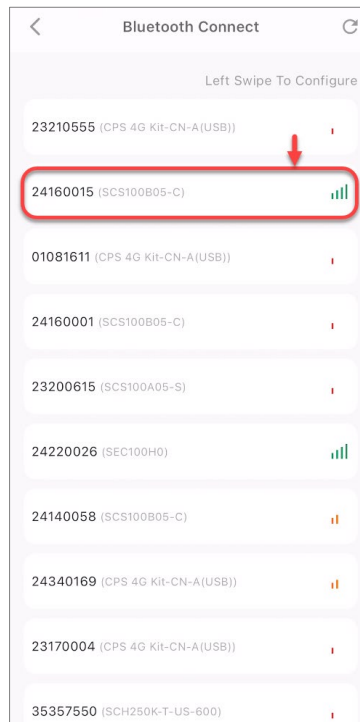 Bluetooth Connect
Left Swipe To Configure
23210555 (CPS 4G Kit-CN-A(USB))
24160015 (SCS100B05-C)
01081611 (CPS 4G Kit-CN-A(USB))
24160001 (SCS100B05-C)
23200615 (SCS100A05-S)
24220026 (SEC100H0)
24140058 (SCS100B05-C)
24340169 (CPS 4G Kit-CN-A(USB))
23170004 (CPS 4G Kit-CN-A(USB))
35357550 (SCH250K-T-US-600)